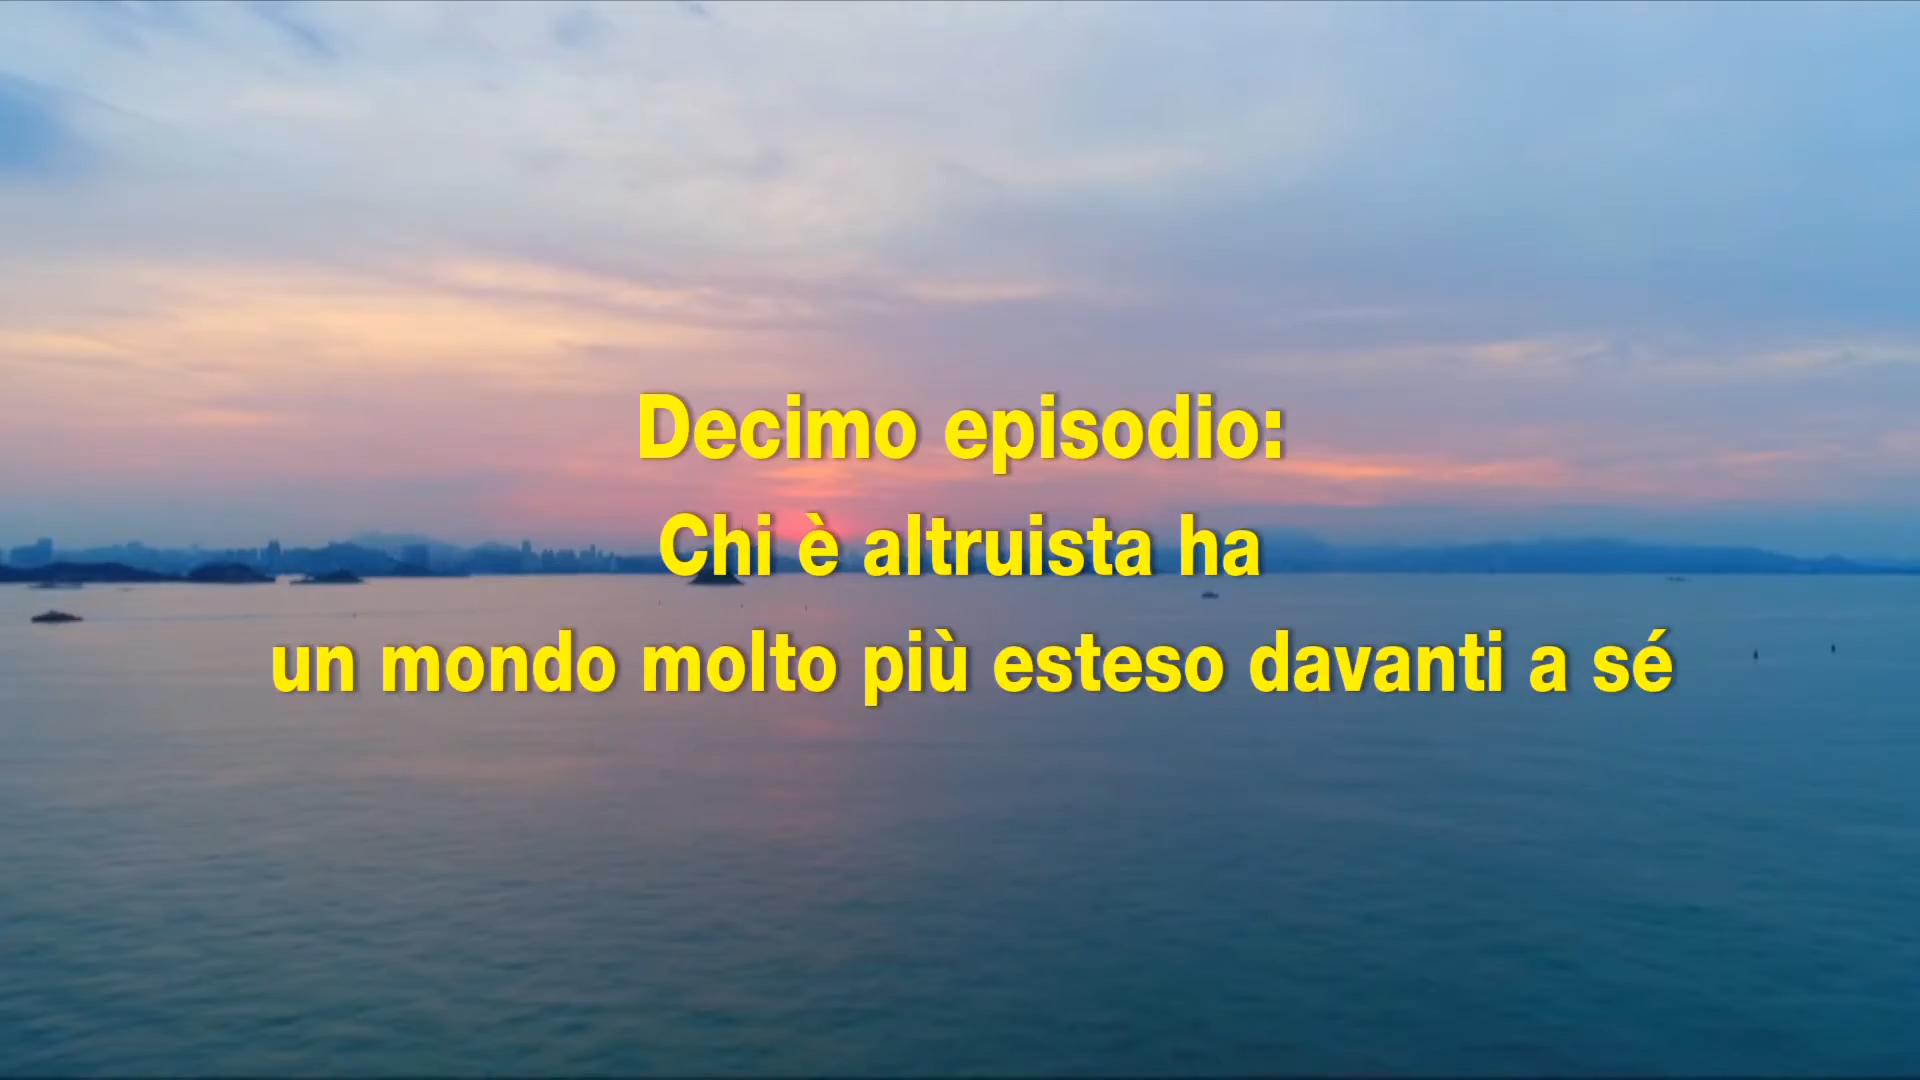 Decimo episodio:
Chi è altruista ha
un mondo molto più esteso davanti a sé